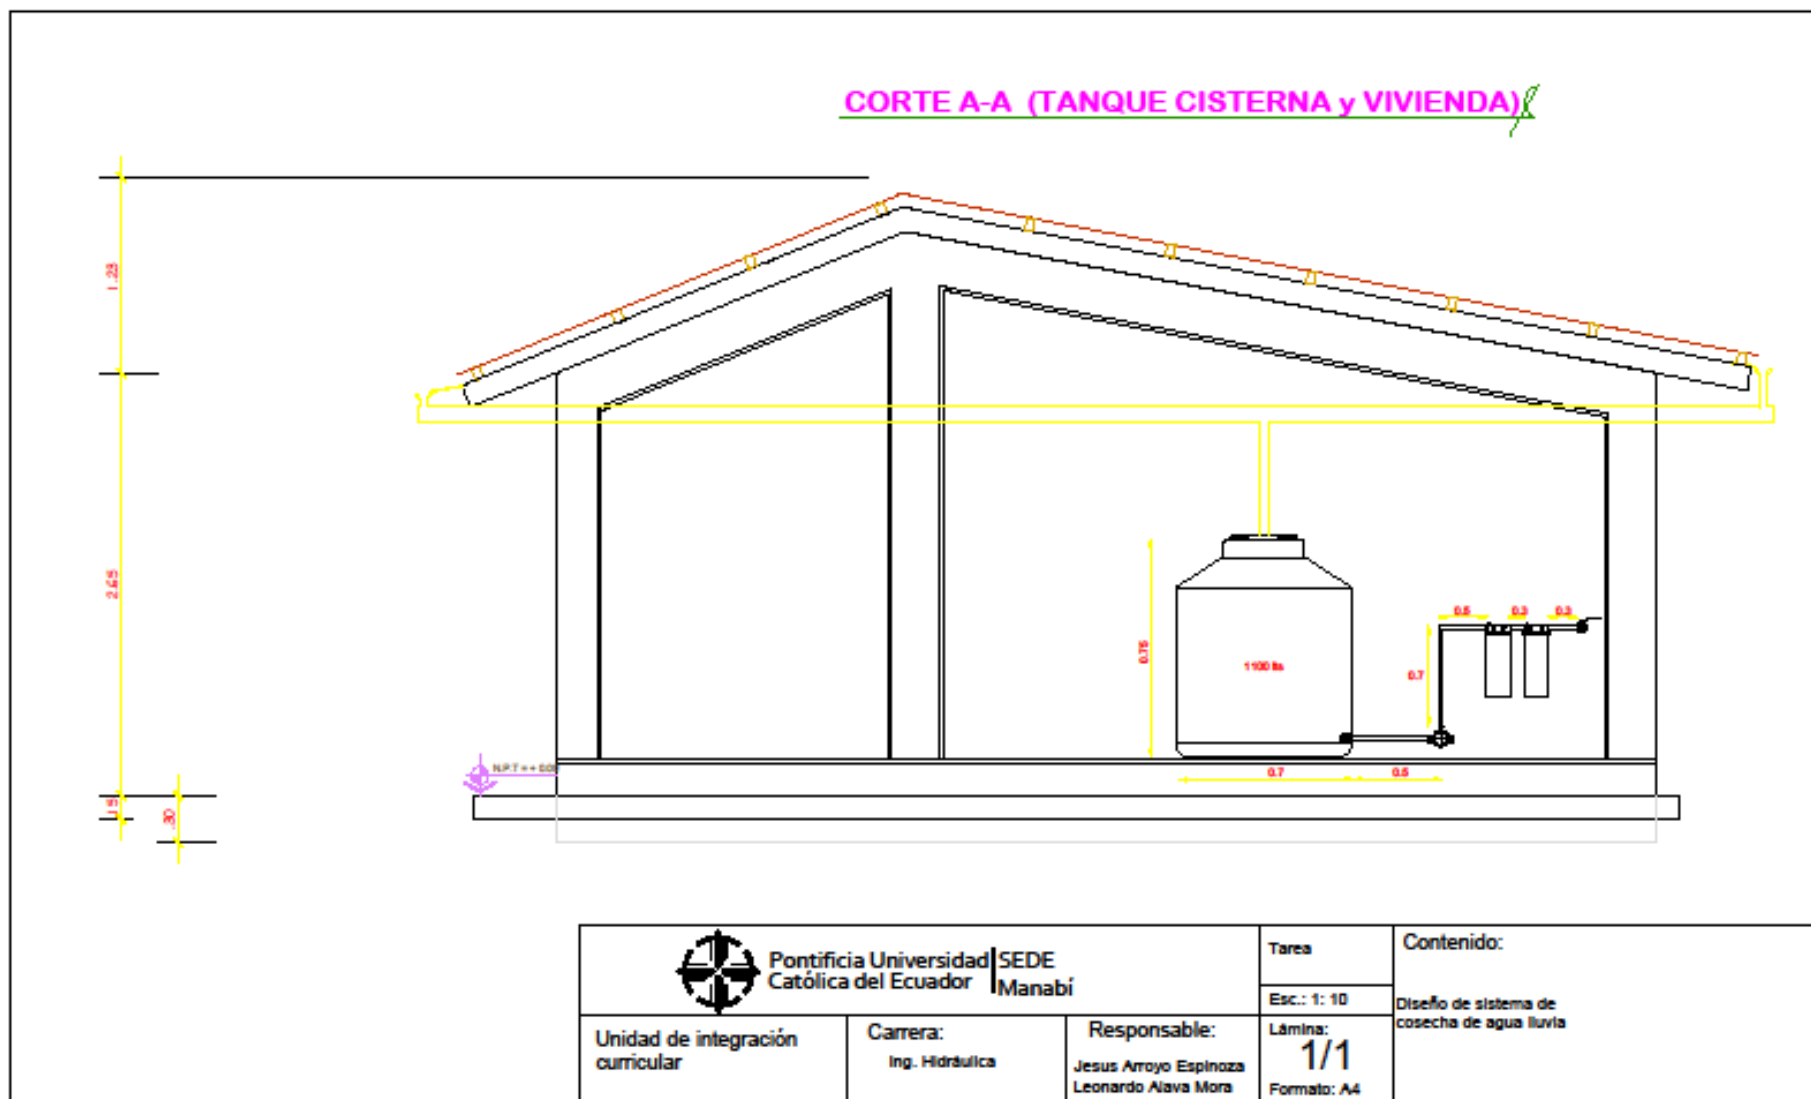 CORTE A-A (TANQUE CISTERNA y VIVIENDA)
1.23
2.65
.15
.30
N.P.T = + 0.00
0.75
1100 lts
0.7
0.5
0.7
0.5
0.3
0.3
Pontificia Universidad
Católica del Ecuador
SEDE
Manabí
Tarea
Esc.: 1: 10
Contenido:
Diseño de sistema de
cosecha de agua lluvia
Unidad de integración
curricular
Carrera:
Ing. Hidráulica
Responsable:
Jesus Arroyo Espinoza
Leonardo Alava Mora
Lámina:
1/1
Formato: A4